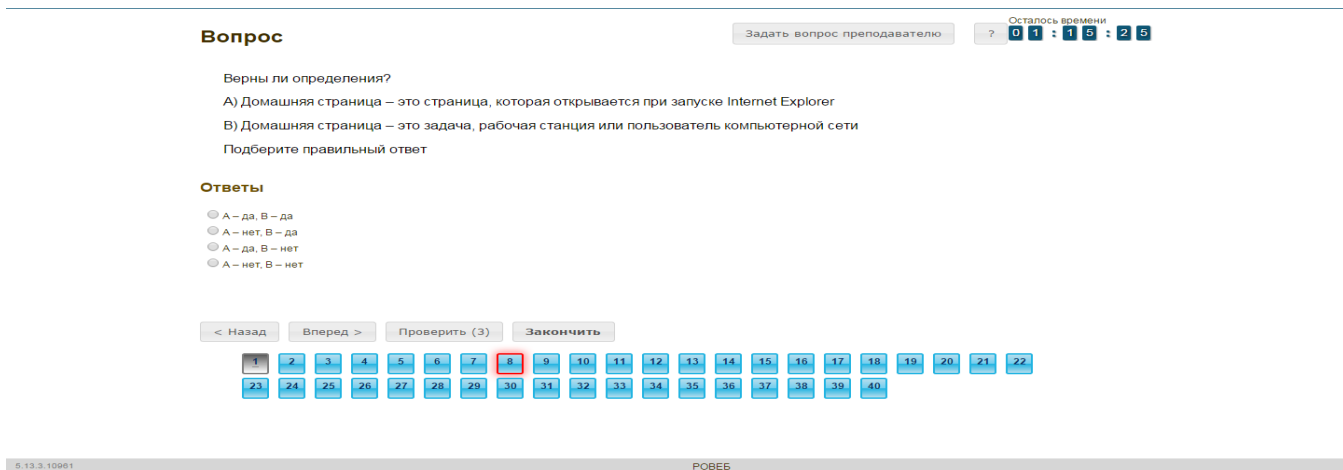 Осталось времени
Вопрос
Задать вопрос преподавателю
?
01:15:25
Верны ли определения?
А) Домашняя страница – это страница, которая открывается при запуске Internet Explorer
В) Домашняя страница – это задача, рабочая станция или пользователь компьютерной сети
Подберите правильный ответ
Ответы
А – да, В – да
А – нет, В – да
А – да, В – нет
А – нет, В – нет
< Назад Вперед > Проверить (3) Закончить
1 2 3 4 5 6 7 8 9 10 11 12 13 14 15 16 17 18 19 20 21 22
23 24 25 26 27 28 29 30 31 32 33 34 35 36 37 38 39 40
5.13.3.10961 РОВЕБ